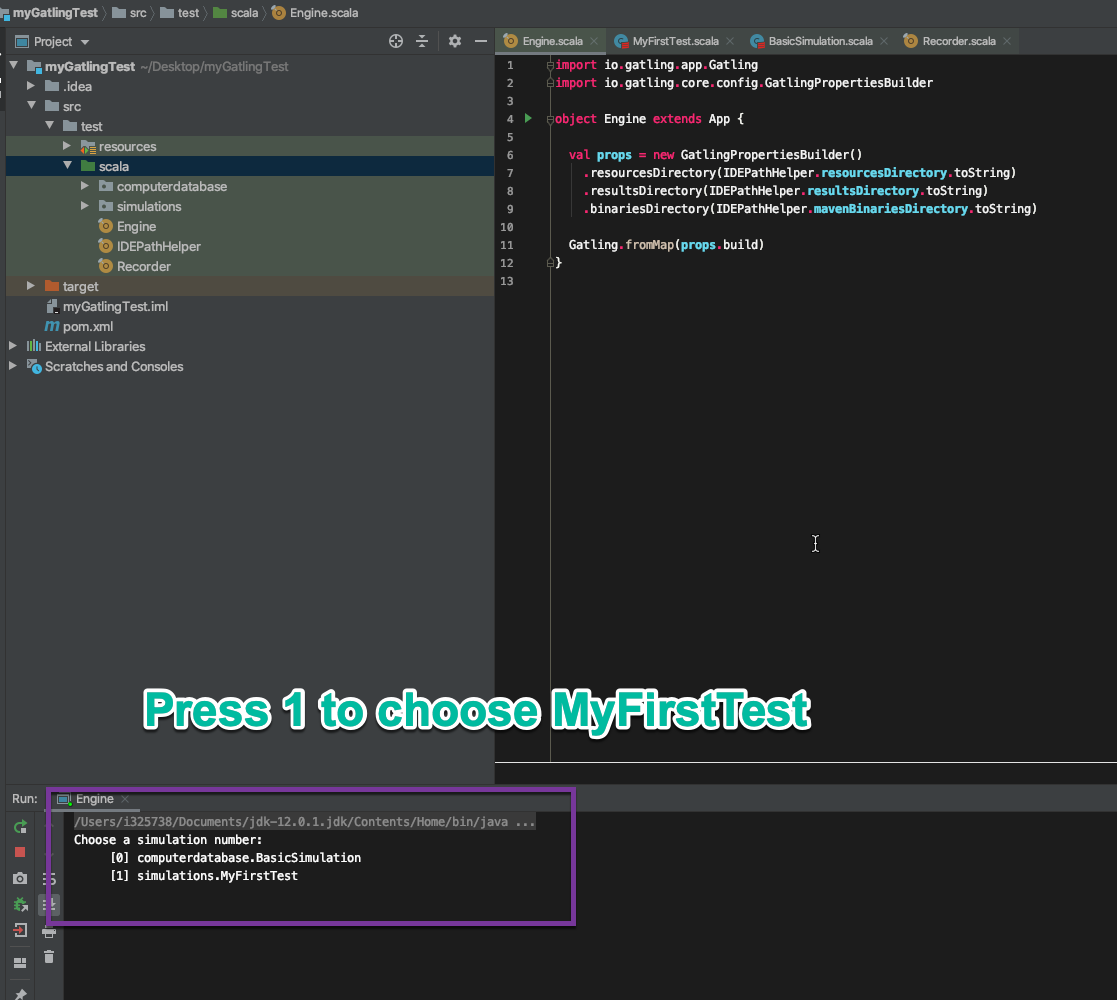 myGatlingTest src test scala Engine.scala
Project
myGatlingTest ~/Desktop/myGatlingTest
.idea
src
test
resources
scala
computerdatabase
simulations
Engine
IDEPathHelper
Recorder
target
myGatlingTest.iml
pom.xml
External Libraries
Scratches and Consoles
Engine.scala MyFirstTest.scala BasicSimulation.scala Recorder.scala
1 import io.gatling.app.Gatling
2 import io.gatling.core.config.GatlingPropertiesBuilder
3
4 object Engine extends App {
5
6 val props = new GatlingPropertiesBuilder()
7 .resourcesDirectory(IDEPathHelper.resourcesDirectory.toString)
8 .resultsDirectory(IDEPathHelper.resultsDirectory.toString)
9 .binariesDirectory(IDEPathHelper.mavenBinariesDirectory.toString)
10
11 Gatling.fromMap(props.build)
12 }
13
Press 1 to choose MyFirstTest
Run: Engine
/Users/i325738/Documents/jdk-12.0.1.jdk/Contents/Home/bin/java ...
Choose a simulation number:
[0] computerdatabase.BasicSimulation
[1] simulations.MyFirstTest